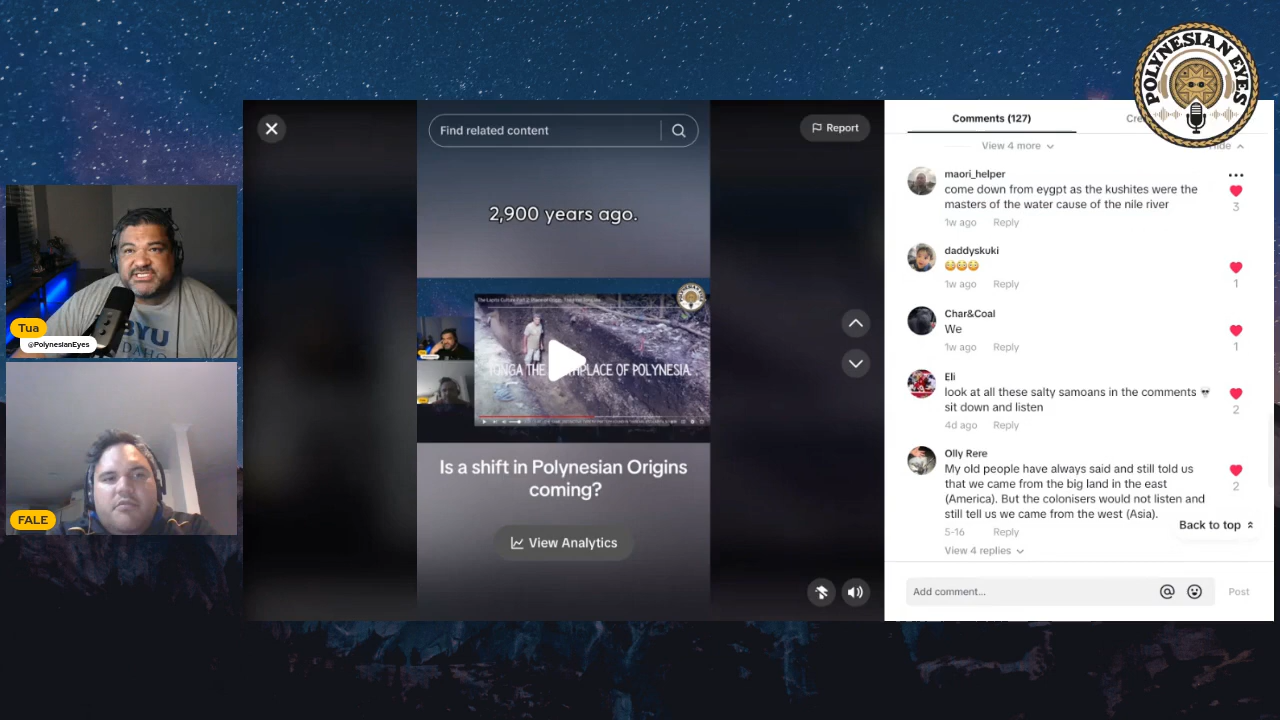 POLYNESIAN EYES
Tua
@PolynesianEyes
BYU
IDAHO
FALE
Find related content
2,900 years ago.
TONGA THE BIRTHPLACE OF POLYNESIA.
Is a shift in Polynesian Origins
coming?
View Analytics
Report
Comments (127)
Cre
View 4 more
Hide
maori_helper
come down from eygpt as the kushites were the
masters of the water cause of the nile river
3
1w ago Reply
daddyskuki
😳😳😳
1
1w ago Reply
Char&Coal
We
1
1w ago Reply
Eli
look at all these salty samoans in the comments 💀
sit down and listen
2
4d ago Reply
Olly Rere
My old people have always said and still told us
that we came from the big land in the east
(America). But the colonisers would not listen and
still tell us we came from the west (Asia).
2
5-16 Reply
View 4 replies
Back to top
Add comment...
Post